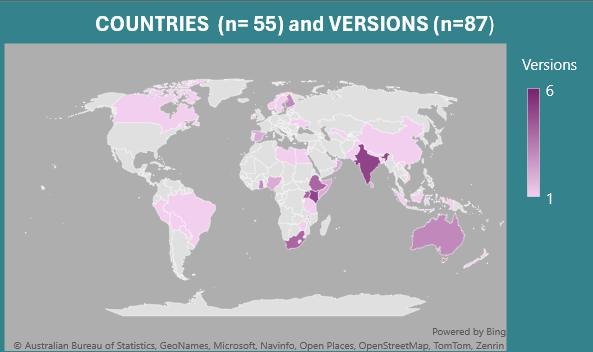 COUNTRIES (n= 55) and VERSIONS (n=87)
Versions
6
1
Powered by Bing
© Australian Bureau of Statistics, GeoNames, Microsoft, Navinfo, Open Places, OpenStreetMap, TomTom, Zenrin